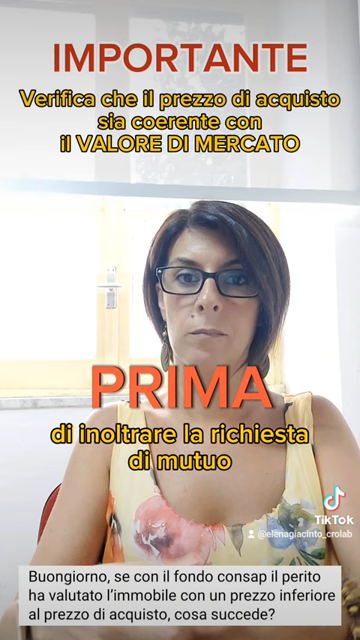 IMPORTANTE
Verifica che il prezzo di acquisto
sia coerente con
il VALORE DI MERCATO
PRIMA
di inoltrare la richiesta
di mutuo
TikTok
@elenagiacinto_crolab
Buongiorno, se con il fondo consap il perito
ha valutato l'immobile con un prezzo inferiore
al prezzo di acquisto, cosa succede?